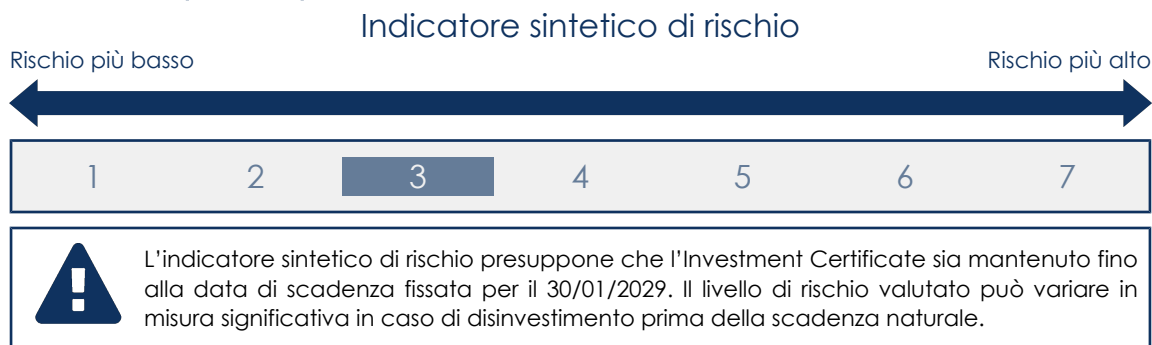 Indicatore sintetico di rischio
Rischio più basso
Rischio più alto
1 2 3 4 5 6 7
L'indicatore sintetico di rischio presuppone che l'Investment Certificate sia mantenuto fino
alla data di scadenza fissata per il 30/01/2029. Il livello di rischio valutato può variare in
misura significativa in caso di disinvestimento prima della scadenza naturale.